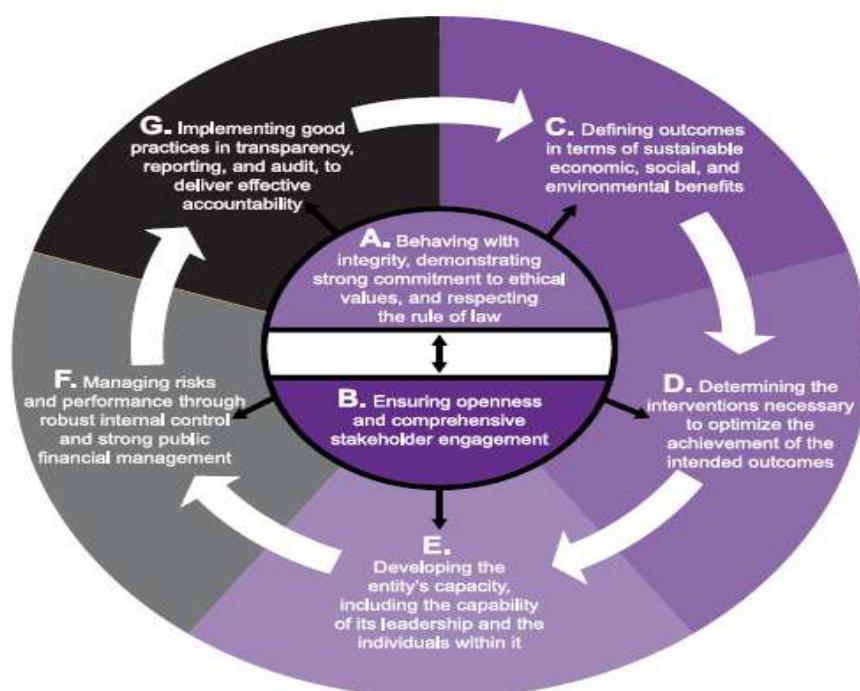 G. Implementing good
practices in transparency,
reporting, and audit, to
deliver effective
accountability
C. Defining outcomes
in terms of sustainable
economic, social, and
environmental benefits
A. Behaving with
integrity, demonstrating
strong commitment to ethical
values, and respecting
the rule of law
F. Managing risks
and performance through
robust internal control
and strong public
financial management
B. Ensuring openness
and comprehensive
stakeholder engagement
D. Determining the
interventions necessary
to optimize the
achievement of the
intended outcomes
E.
Developing the
entity's capacity,
including the capability
of its leadership and the
individuals within it